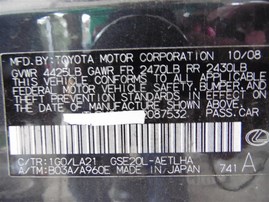 MFD.BY:TOYOTA MOTOR CORPORATION 10/08
GVWR 4425LB GAWR FR 2470LB RR 2430LB
THIS VEHICLE CONFORMS TO ALL APPLICABLE
FEDERAL MOTOR VEHICLE SAFETY, BUMPER, AND
THEFT PREVENTION STANDARDS IN EFFECT ON
THE DATE OF MANUFACTURE SHOWN ABOVE.
2087532 PASS.CAR
C/TR:1G0/LA21 GSE20L-AETLHA
A/TM:B03A/A960E MADE IN JAPAN 741 A